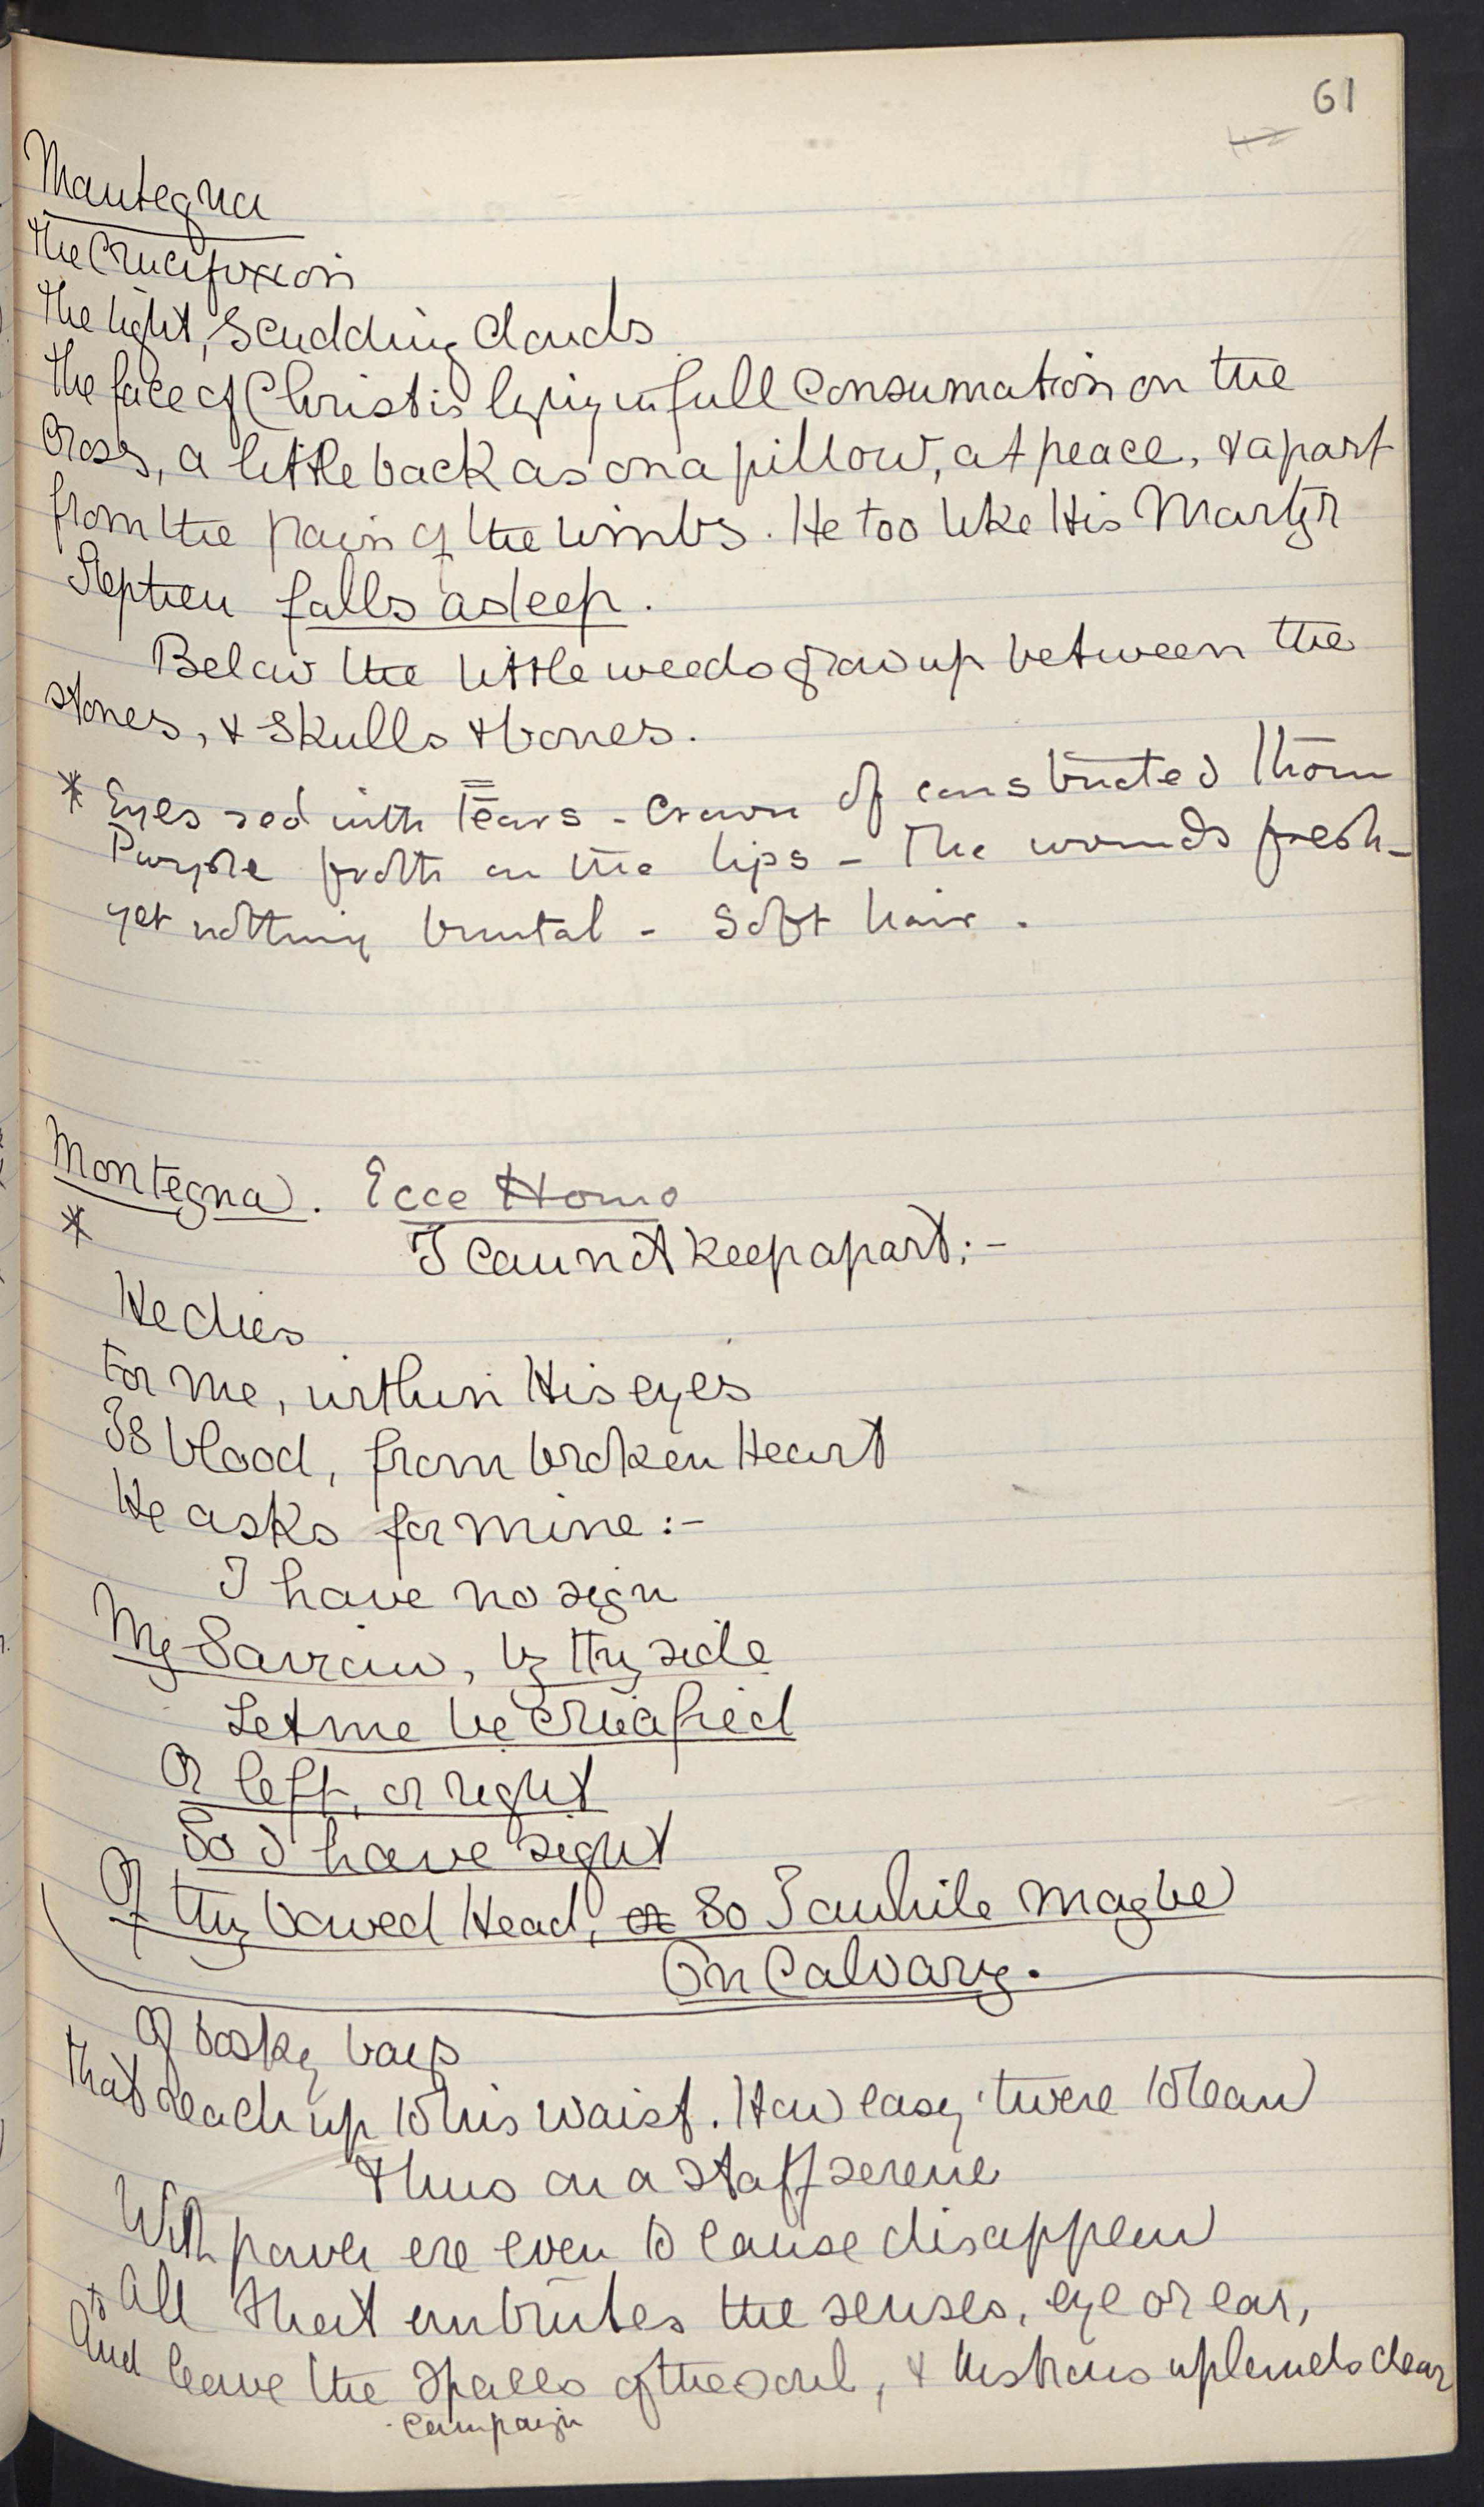 61
Mantegna
The Crucifixion
The light, scudding clouds
The face of Christ is lying in full consumation on the
Cross, a little back as on a pillow, at peace, & apart
from the pain of the limbs. He too like His Martyr
Stephen falls asleep.
Below the little weeds grow up between the
stones, & skulls & bones.
* Eyes red with Tears - Crown of constructed Thorn
Purple froth on the lips - The wounds fresh -
yet nothing brutal - Soft hair.
Montegna. Ecce Homo
*
I cannot keep apart:-
He dies
For me, within His eyes
Is blood, from broken Heart
He asks for mine:-
I have no sign
My Saviour, by Thy side
Let me be crucified
Or left, or right
So I have sight
Of thy bowed Head, or So I awhile may be
On Calvary.
Of bosky
That reach up to his waist. How easy 'twere to lean
Thus on a staff serene
With power ere even to cause disappear
to All that imbrutes the senses, eye or ear,
And leave the spaces of the soul, & lustrous uplands clear
campaign